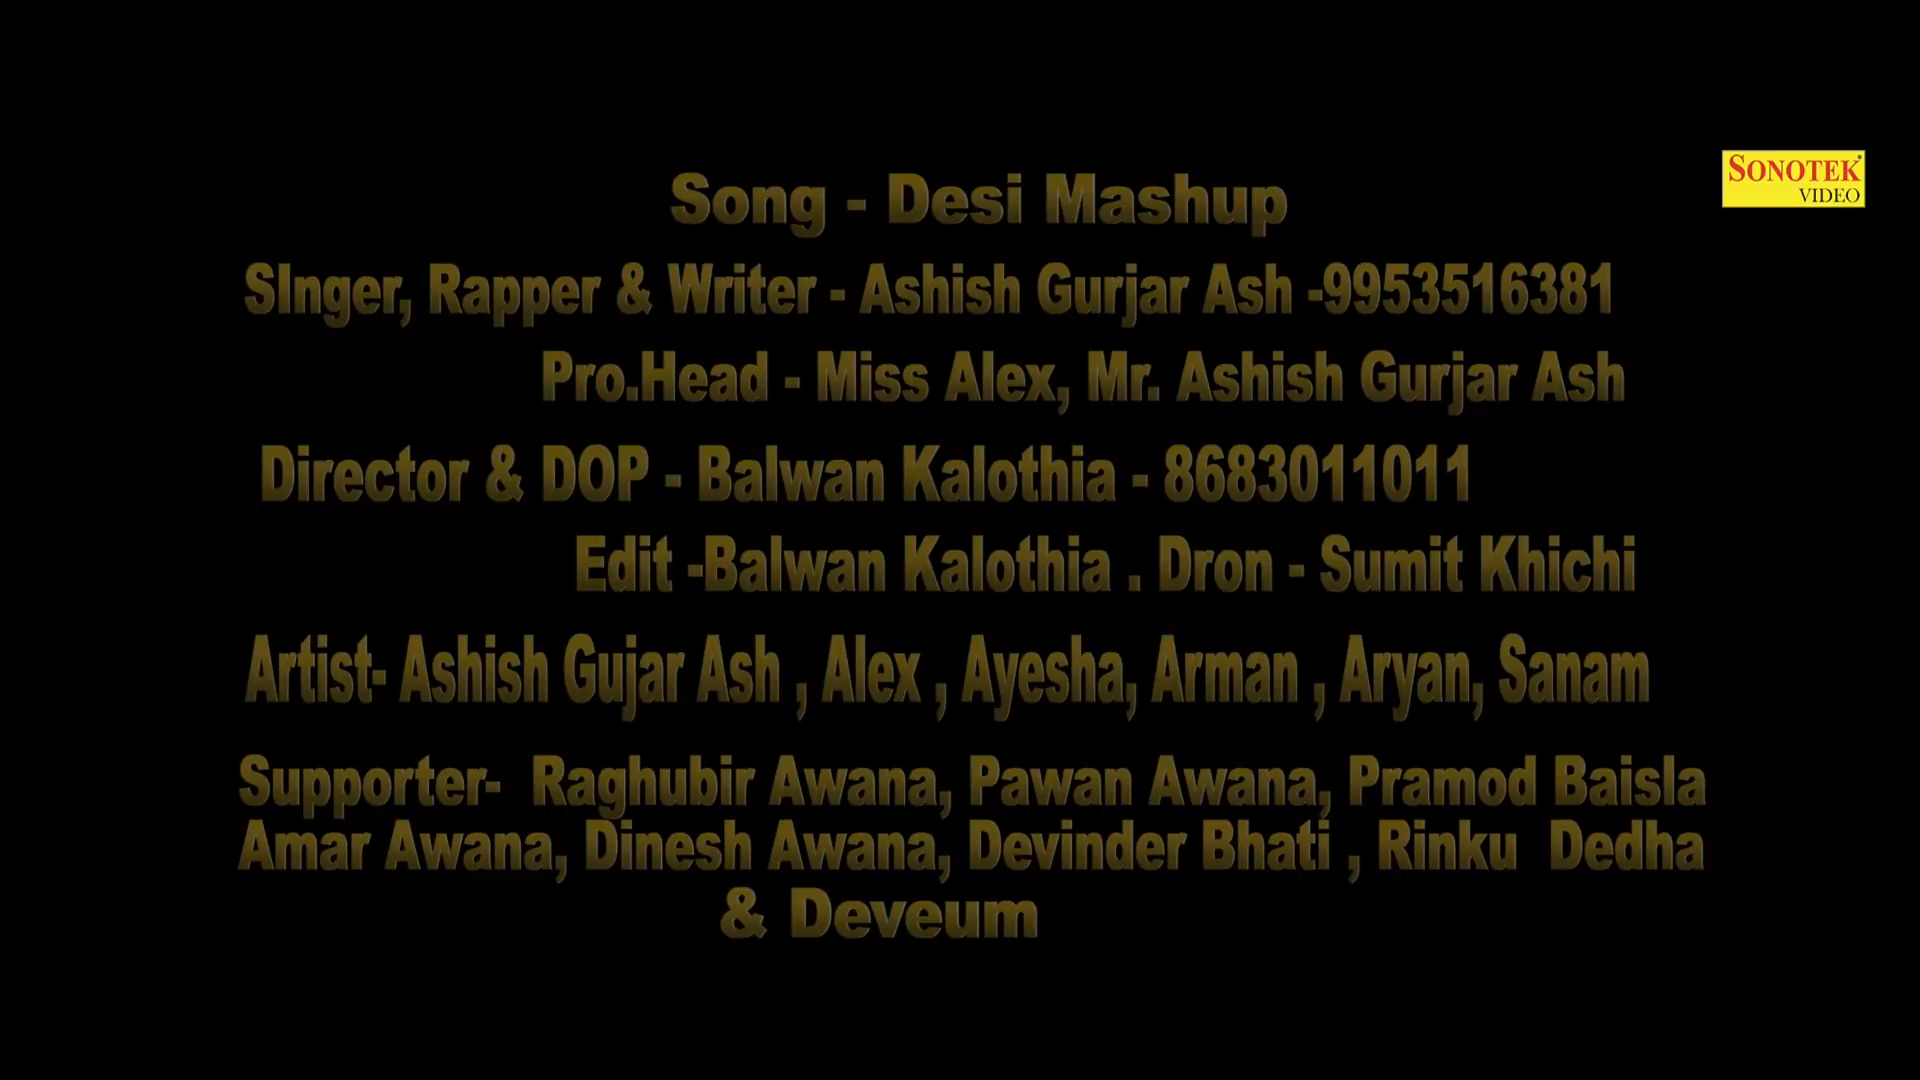 SONOTEK
VIDEO
Song - Desi Mashup
SInger, Rapper & Writer - Ashish Gurjar Ash -9953516381
Pro.Head - Miss Alex, Mr. Ashish Gurjar Ash
Director & DOP - Balwan Kalothia - 8683011011
Edit -Balwan Kalothia . Dron - Sumit Khichi
Artist- Ashish Gujar Ash , Alex , Ayesha, Arman , Aryan, Sanam
Supporter- Raghubir Awana, Pawan Awana, Pramod Baisla
Amar Awana, Dinesh Awana, Devinder Bhati , Rinku Dedha
& Deveum